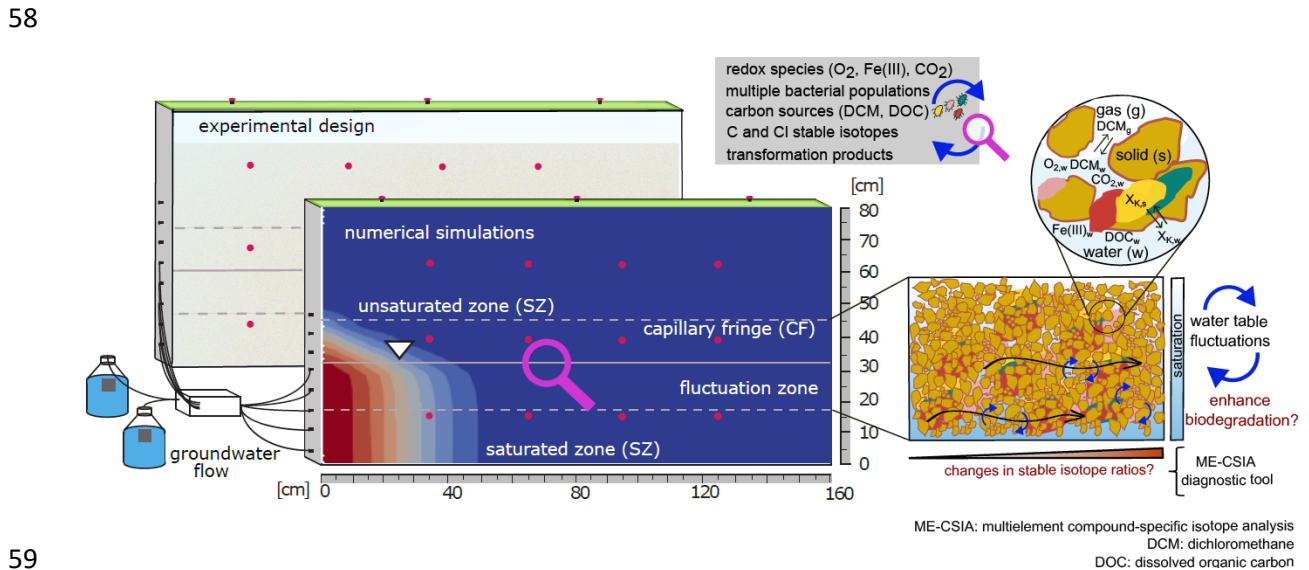 58
redox species (O2, Fe(III), CO2)
multiple bacterial populations
carbon sources (DCM, DOC)
C and Cl stable isotopes
transformation products
gas (g)
DCMg
solid (s)
O2,w DCMw
CO2,w
XK,s
Fe(III)w
DOCw
XK,w
water (w)
experimental design
[cm]
80
70
60
50
40
30
20
10
0
numerical simulations
unsaturated zone (SZ)
capillary fringe (CF)
fluctuation zone
saturated zone (SZ)
groundwater
flow
[cm]
0
40
80
120
160
saturation
water table
fluctuations
enhance
biodegradation?
changes in stable isotope ratios?
ME-CSIA
diagnostic
tool
ME-CSIA: multielement compound-specific isotope analysis
DCM: dichloromethane
DOC: dissolved organic carbon
59